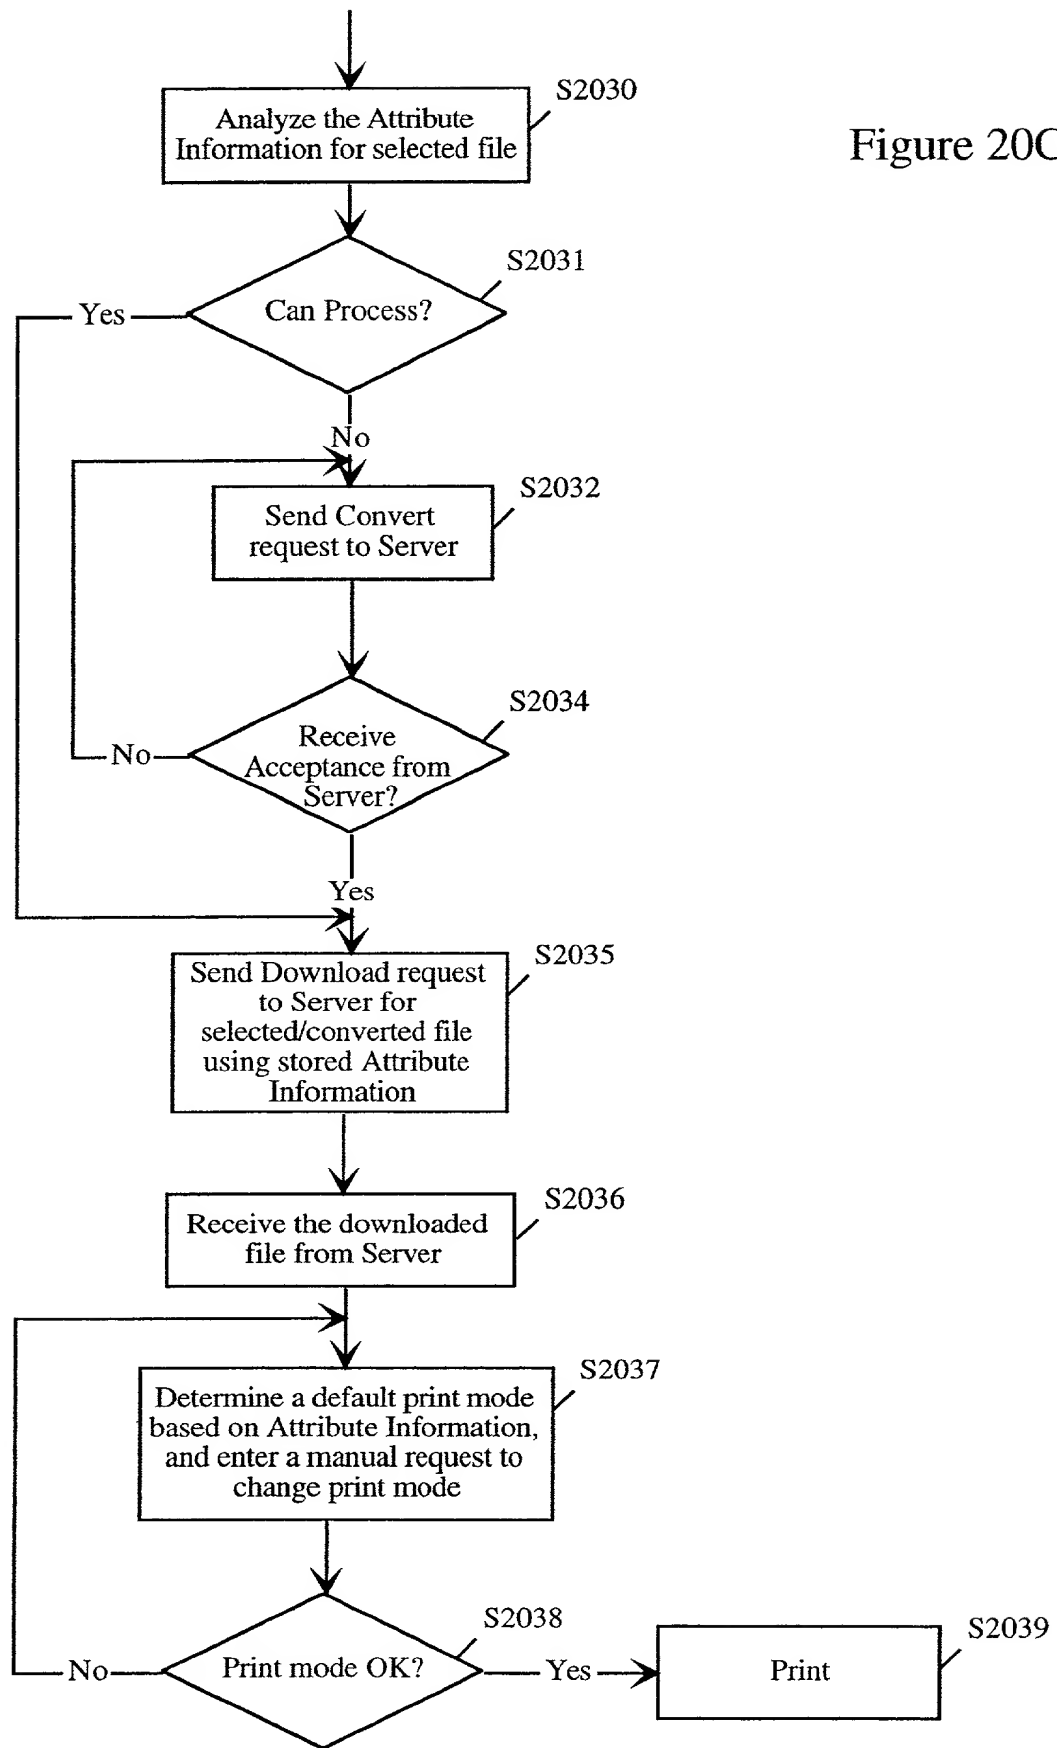 S2030
Analyze the Attribute
Information for selected file
Figure 20C
S2031
Can Process?
Yes
No
S2032
Send Convert
request to Server
S2034
Receive
Acceptance from
Server?
No
Yes
S2035
Send Download request
to Server for
selected/converted file
using stored Attribute
Information
S2036
Receive the downloaded
file from Server
S2037
Determine a default print mode
based on Attribute Information,
and enter a manual request to
change print mode
S2038
Print mode OK?
No
Yes
S2039
Print